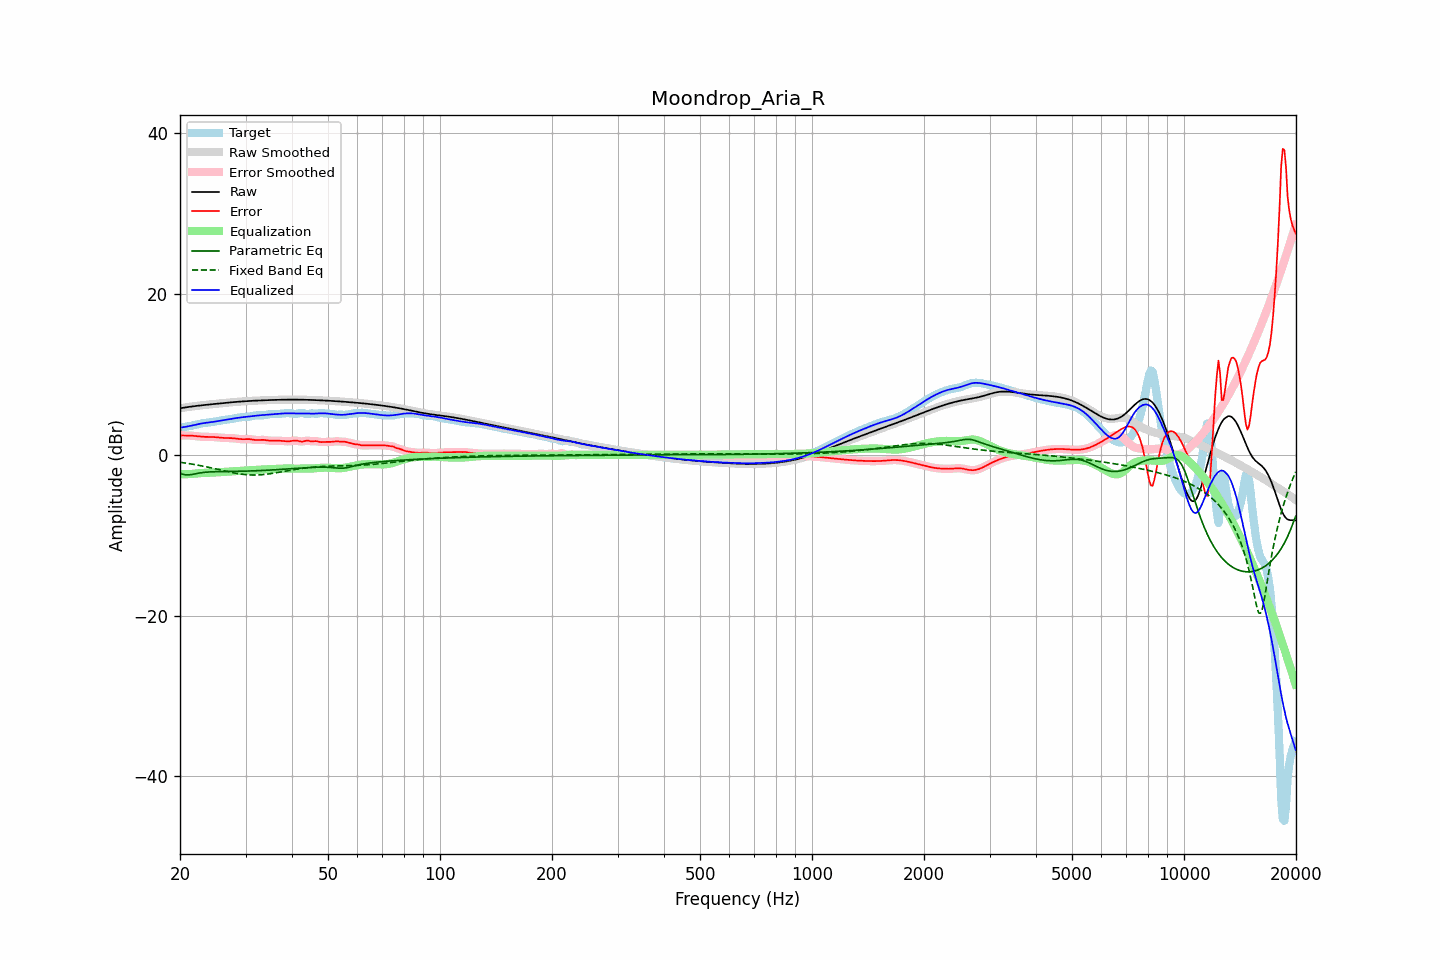 Moondrop_Aria_R
Target
Raw Smoothed
Error Smoothed
Raw
Error
Equalization
Parametric Eq
Fixed Band Eq
Equalized
40
20
0
−20
−40
Amplitude (dBr)
20 50 100 200 500 1000 2000 5000 10000 20000
Frequency (Hz)